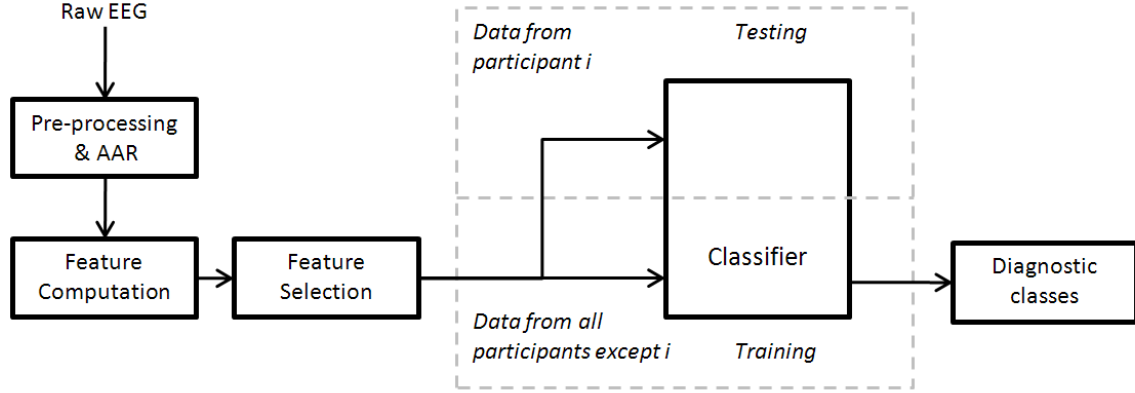 Raw EEG
Pre-processing
& AAR
Feature
Computation
Feature
Selection
Data from
participant i
Testing
Classifier
Data from all
participants except i
Training
Diagnostic
classes